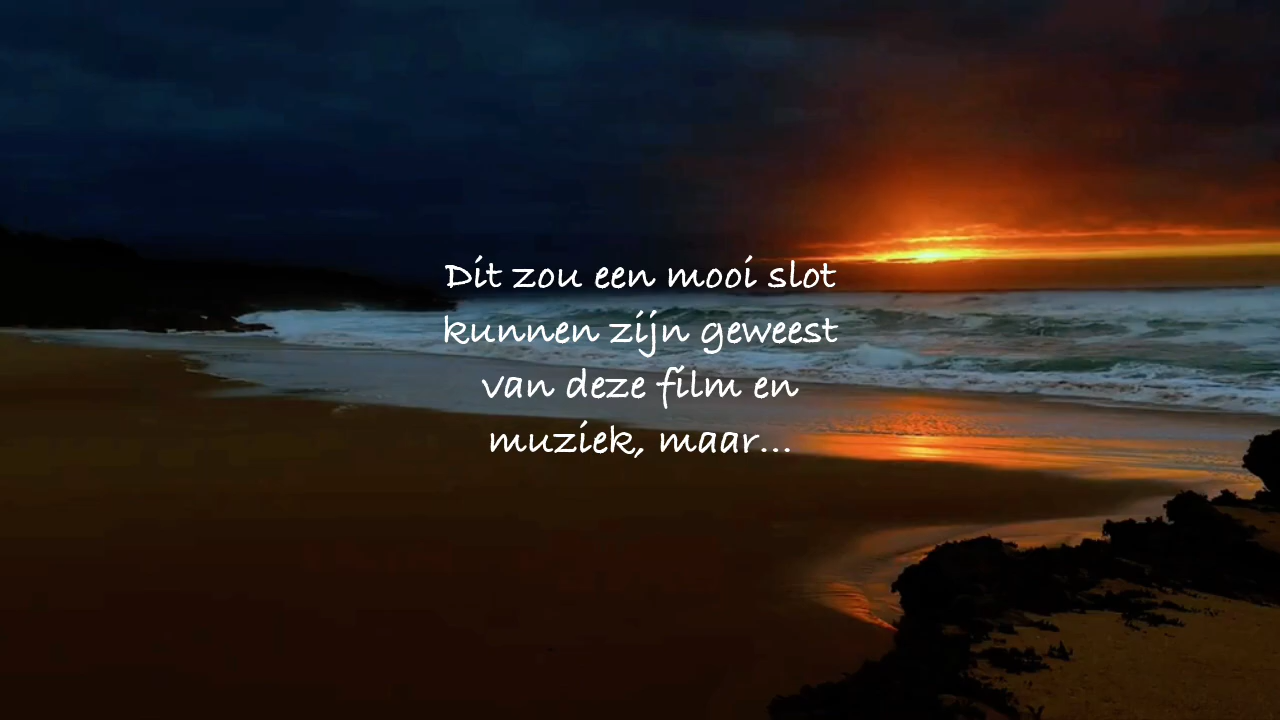 Dit zou een mooi slot
kunnen zijn geweest
van deze film en
muziek, maar...